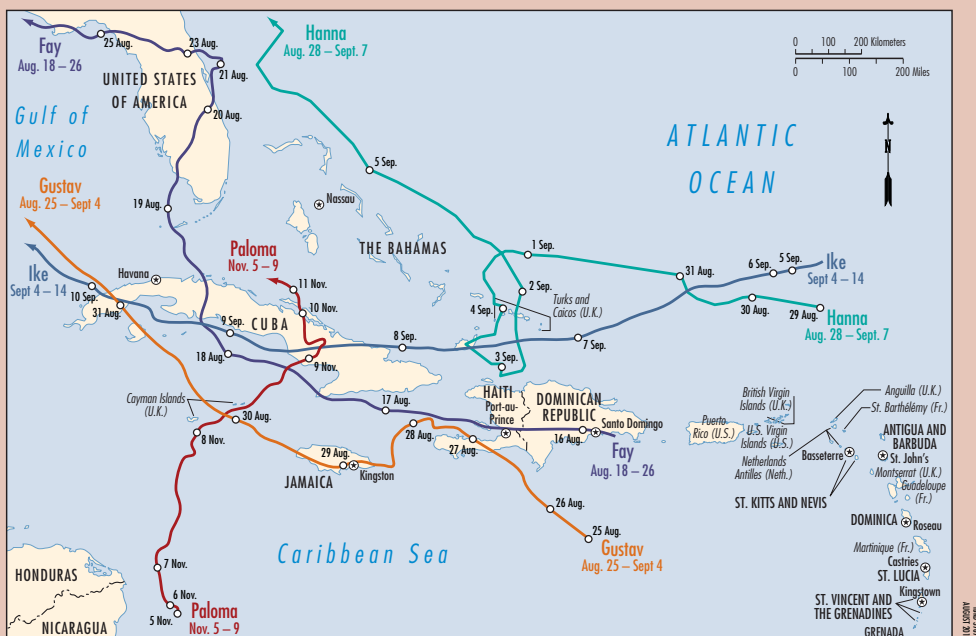 Fay
Aug. 18 – 26
25 Aug.
23 Aug.
21 Aug.
20 Aug.
19 Aug.
UNITED STATES
OF AMERICA
Gulf of
Mexico
Hanna
Aug. 28 – Sept. 7
0 100 200 Kilometers
0 100 200 Miles
ATLANTIC
OCEAN
N
5 Sep.
Nassau
THE BAHAMAS
Gustav
Aug. 25 – Sept 4
Ike
Sept 4 – 14
10 Sep.
31 Aug.
Havana
Paloma
Nov. 5 – 9
11 Nov.
10 Nov.
9 Nov.
CUBA
9 Sep.
18 Aug.
8 Sep.
1 Sep.
2 Sep.
4 Sep.
3 Sep.
Turks and
Caicos (U.K.)
7 Sep.
31 Aug.
6 Sep.
5 Sep.
Ike
Sept 4 – 14
30 Aug.
29 Aug.
Hanna
Aug. 28 – Sept. 7
Cayman Islands
(U.K.)
30 Aug.
8 Nov.
17 Aug.
28 Aug.
27 Aug.
29 Aug.
Kingston
JAMAICA
HAITI
Port-au-
Prince
DOMINICAN
REPUBLIC
Santo Domingo
16 Aug.
Fay
Aug. 18 – 26
26 Aug.
25 Aug.
Gustav
Aug. 25 – Sept 4
Caribbean Sea
Puerto
Rico (U.S.)
British Virgin
Islands (U.K.)
U.S. Virgin
Islands (U.S.)
Netherlands
Antilles (Neth.)
Anguilla (U.K.)
St. Barthélémy (Fr.)
ANTIGUA AND
BARBUDA
St. John's
Basseterre
Montserrat (U.K.)
ST. KITTS AND NEVIS
Guadeloupe
(Fr.)
DOMINICA
Roseau
Martinique (Fr.)
Castries
ST. LUCIA
Kingstown
ST. VINCENT AND
THE GRENADINES
GRENADA
HONDURAS
NICARAGUA
7 Nov.
6 Nov.
5 Nov.
Paloma
Nov. 5 – 9
AUGUST 20